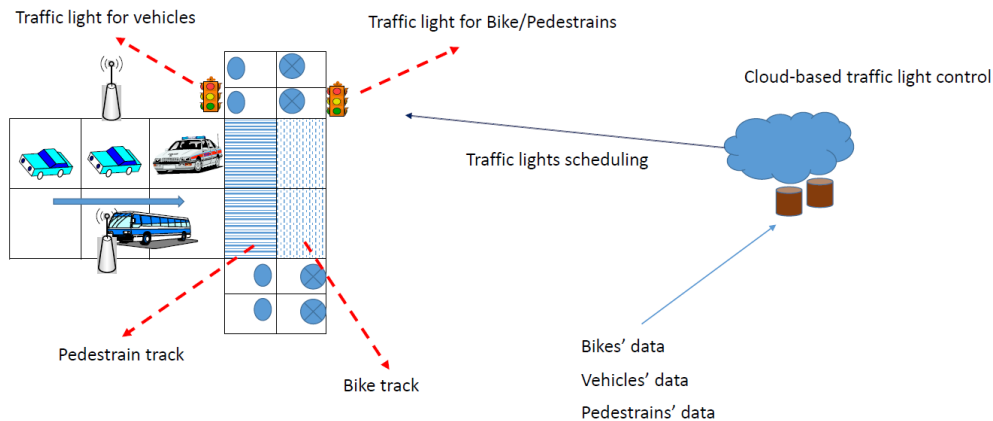 Traffic light for vehicles
Traffic light for Bike/Pedestrains
Cloud-based traffic light control
Traffic lights scheduling
Pedestrain track
Bike track
Bikes' data
Vehicles' data
Pedestrains' data